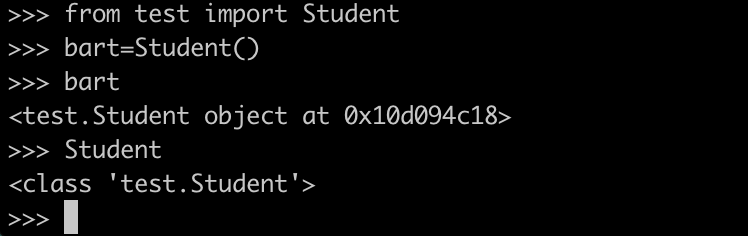 >>> from test import Student
>>> bart=Student()
>>> bart
<test.Student object at 0x10d094c18>
>>> Student
<class 'test.Student'>
>>>